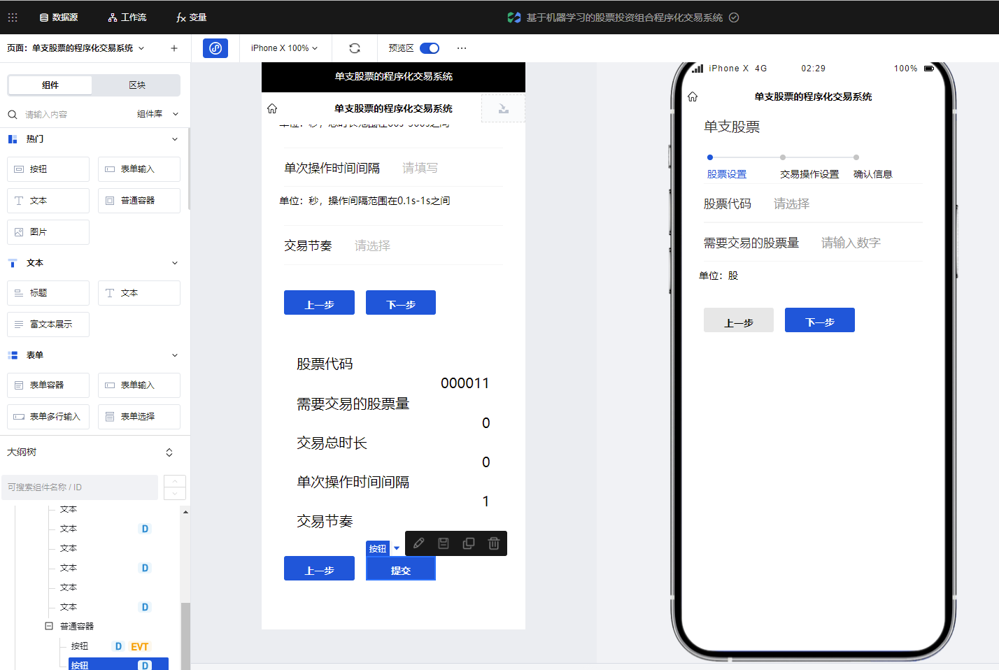 数据源
工作流
fx 变量
基于机器学习的股票投资组合程序化交易系统
页面：单支股票的程序化交易系统
iPhone X 100%
预览区
组件
区块
请输入内容
组件库
热门
按钮
表单输入
文本
普通容器
图片
文本
标题
文本
富文本展示
表单
表单容器
表单输入
表单多行输入
表单选择
大纲树
可搜索组件名称 / ID
文本
文本 D
文本
文本 D
文本
文本 D
普通容器
按钮 D EVT
按钮 D
单支股票的程序化交易系统
单支股票的程序化交易系统
单次操作时间间隔 请填写
单位：秒，操作间隔范围在0.1s-1s之间
交易节奏 请选择
上一步
下一步
股票代码
000011
需要交易的股票量
0
交易总时长
0
单次操作时间间隔
1
交易节奏
按钮
上一步
提交
iPhone X 4G 02:29 100%
单支股票的程序化交易系统
单支股票
股票设置
交易操作设置
确认信息
股票代码 请选择
需要交易的股票量 请输入数字
单位：股
上一步
下一步